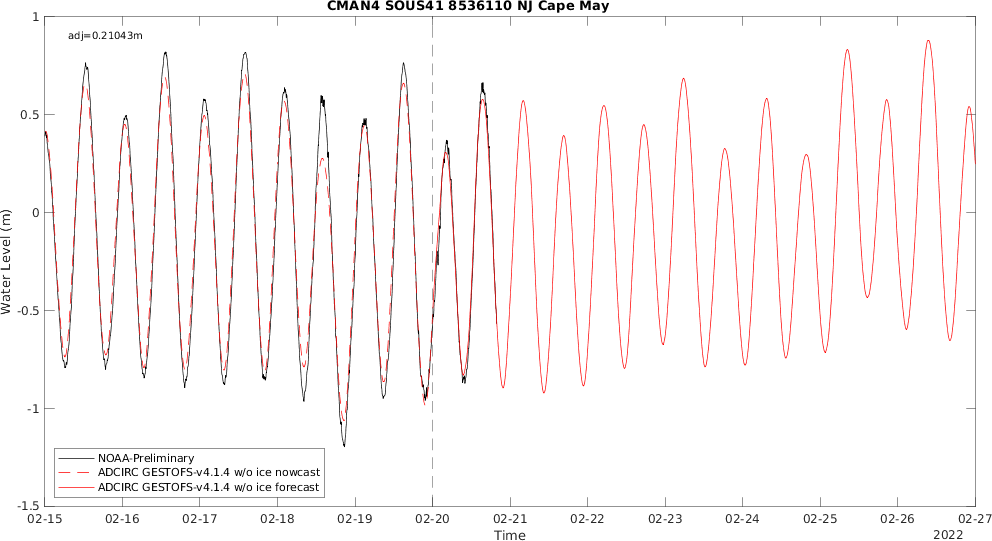 CMAN4 SOUS41 8536110 NJ Cape May
adj=0.21043m
1
0.5
0
-0.5
-1
-1.5
Water Level (m)
NOAA-Preliminary
ADCIRC GESTOFS-v4.1.4 w/o ice nowcast
ADCIRC GESTOFS-v4.1.4 w/o ice forecast
02-15 02-16 02-17 02-18 02-19 02-20 02-21 02-22 02-23 02-24 02-25 02-26 02-27
Time
2022